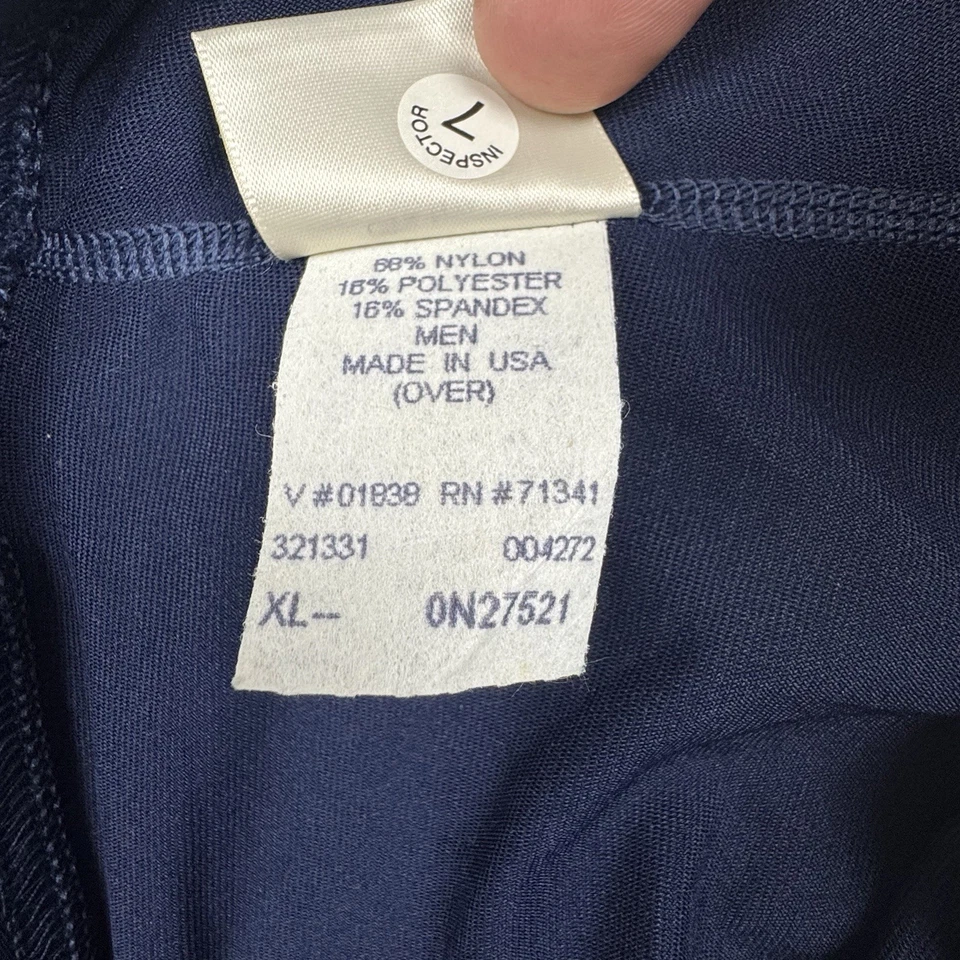 INSPECTOR
7
68% NYLON
16% POLYESTER
16% SPANDEX
MEN
MADE IN USA
(OVER)
V #01838 RN #71341
321331 004272
XL-- 0N27521